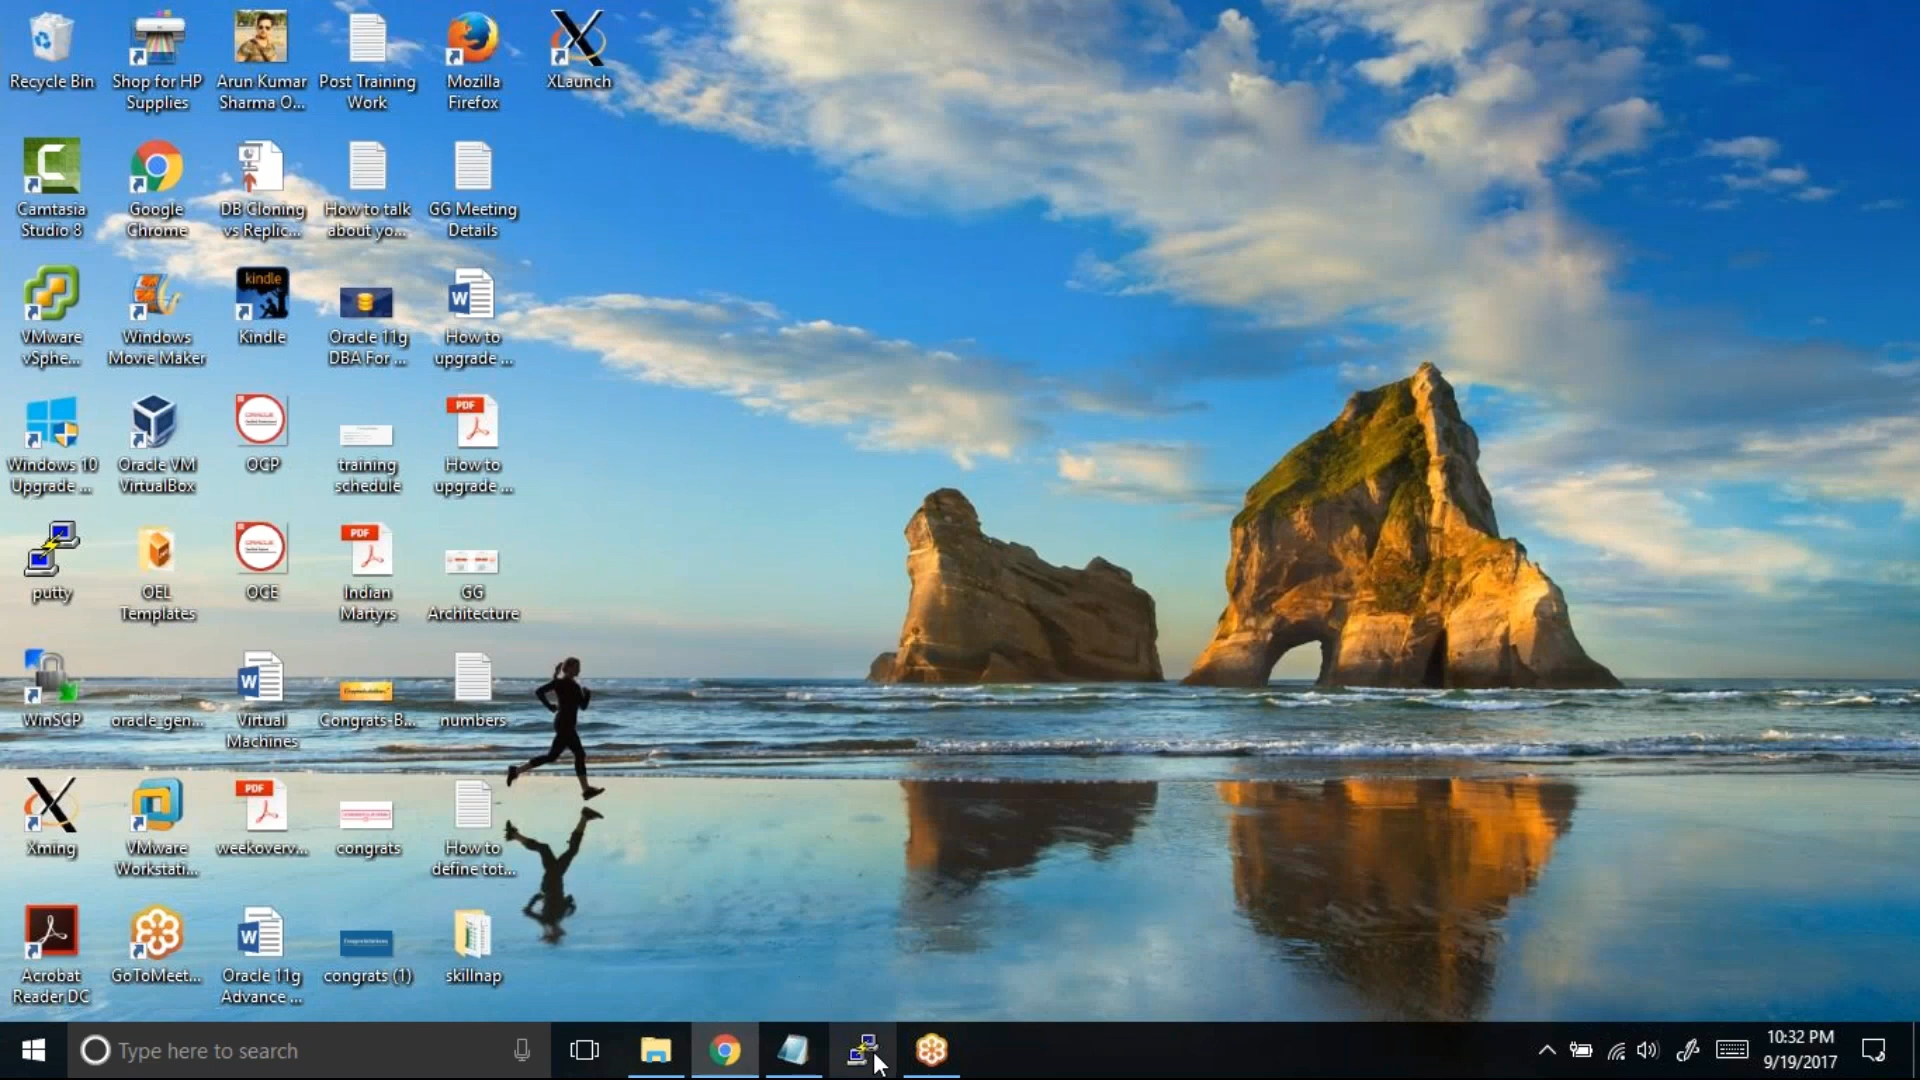 Recycle Bin
Shop for HP
Supplies
Arun Kumar
Sharma O...
Post Training
Work
Mozilla
Firefox
XLaunch
Camtasia
Studio 8
Google
Chrome
DB Cloning
vs Replic...
How to talk
about yo...
GG Meeting
Details
VMware
vSphe...
Windows
Movie Maker
kindle
Kindle
Oracle 11g
DBA For ...
W
How to
upgrade ...
Windows 10
Upgrade ...
Oracle VM
VirtualBox
ORACLE
OCP
training
schedule
PDF
How to
upgrade ...
putty
OEL
Templates
ORACLE
OCE
PDF
Indian
Martyrs
GG
Architecture
WinSCP
oracle_gen...
W
Virtual
Machines
Congrats-B...
numbers
Xming
VMware
Workstati...
PDF
weekoverv...
congrats
How to
define tot...
Acrobat
Reader DC
GoToMeet...
W
Oracle 11g
Advance ...
Congratulations
congrats (1)
skillnap
Type here to search
10:32 PM
9/19/2017